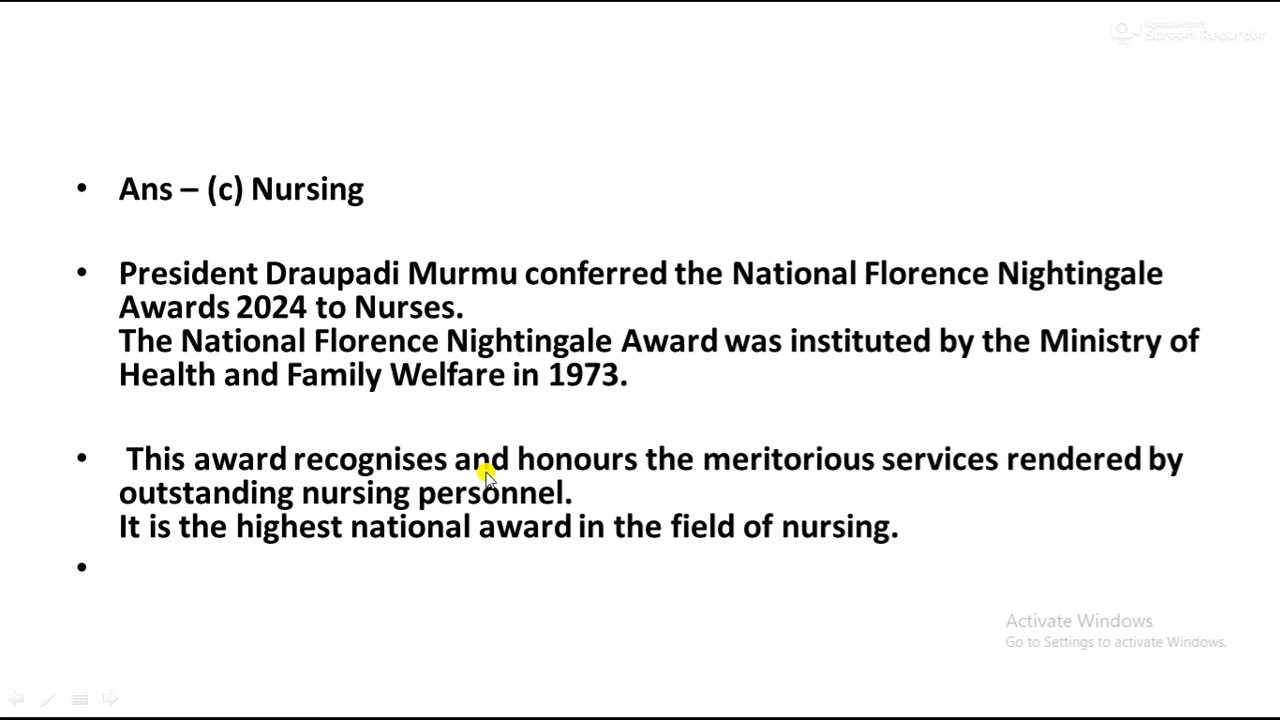 Apowersoft
Screen Recorder
• Ans – (c) Nursing
• President Draupadi Murmu conferred the National Florence Nightingale
Awards 2024 to Nurses.
The National Florence Nightingale Award was instituted by the Ministry of
Health and Family Welfare in 1973.
• This award recognises and honours the meritorious services rendered by
outstanding nursing personnel.
It is the highest national award in the field of nursing.
•
Activate Windows
Go to Settings to activate Windows.